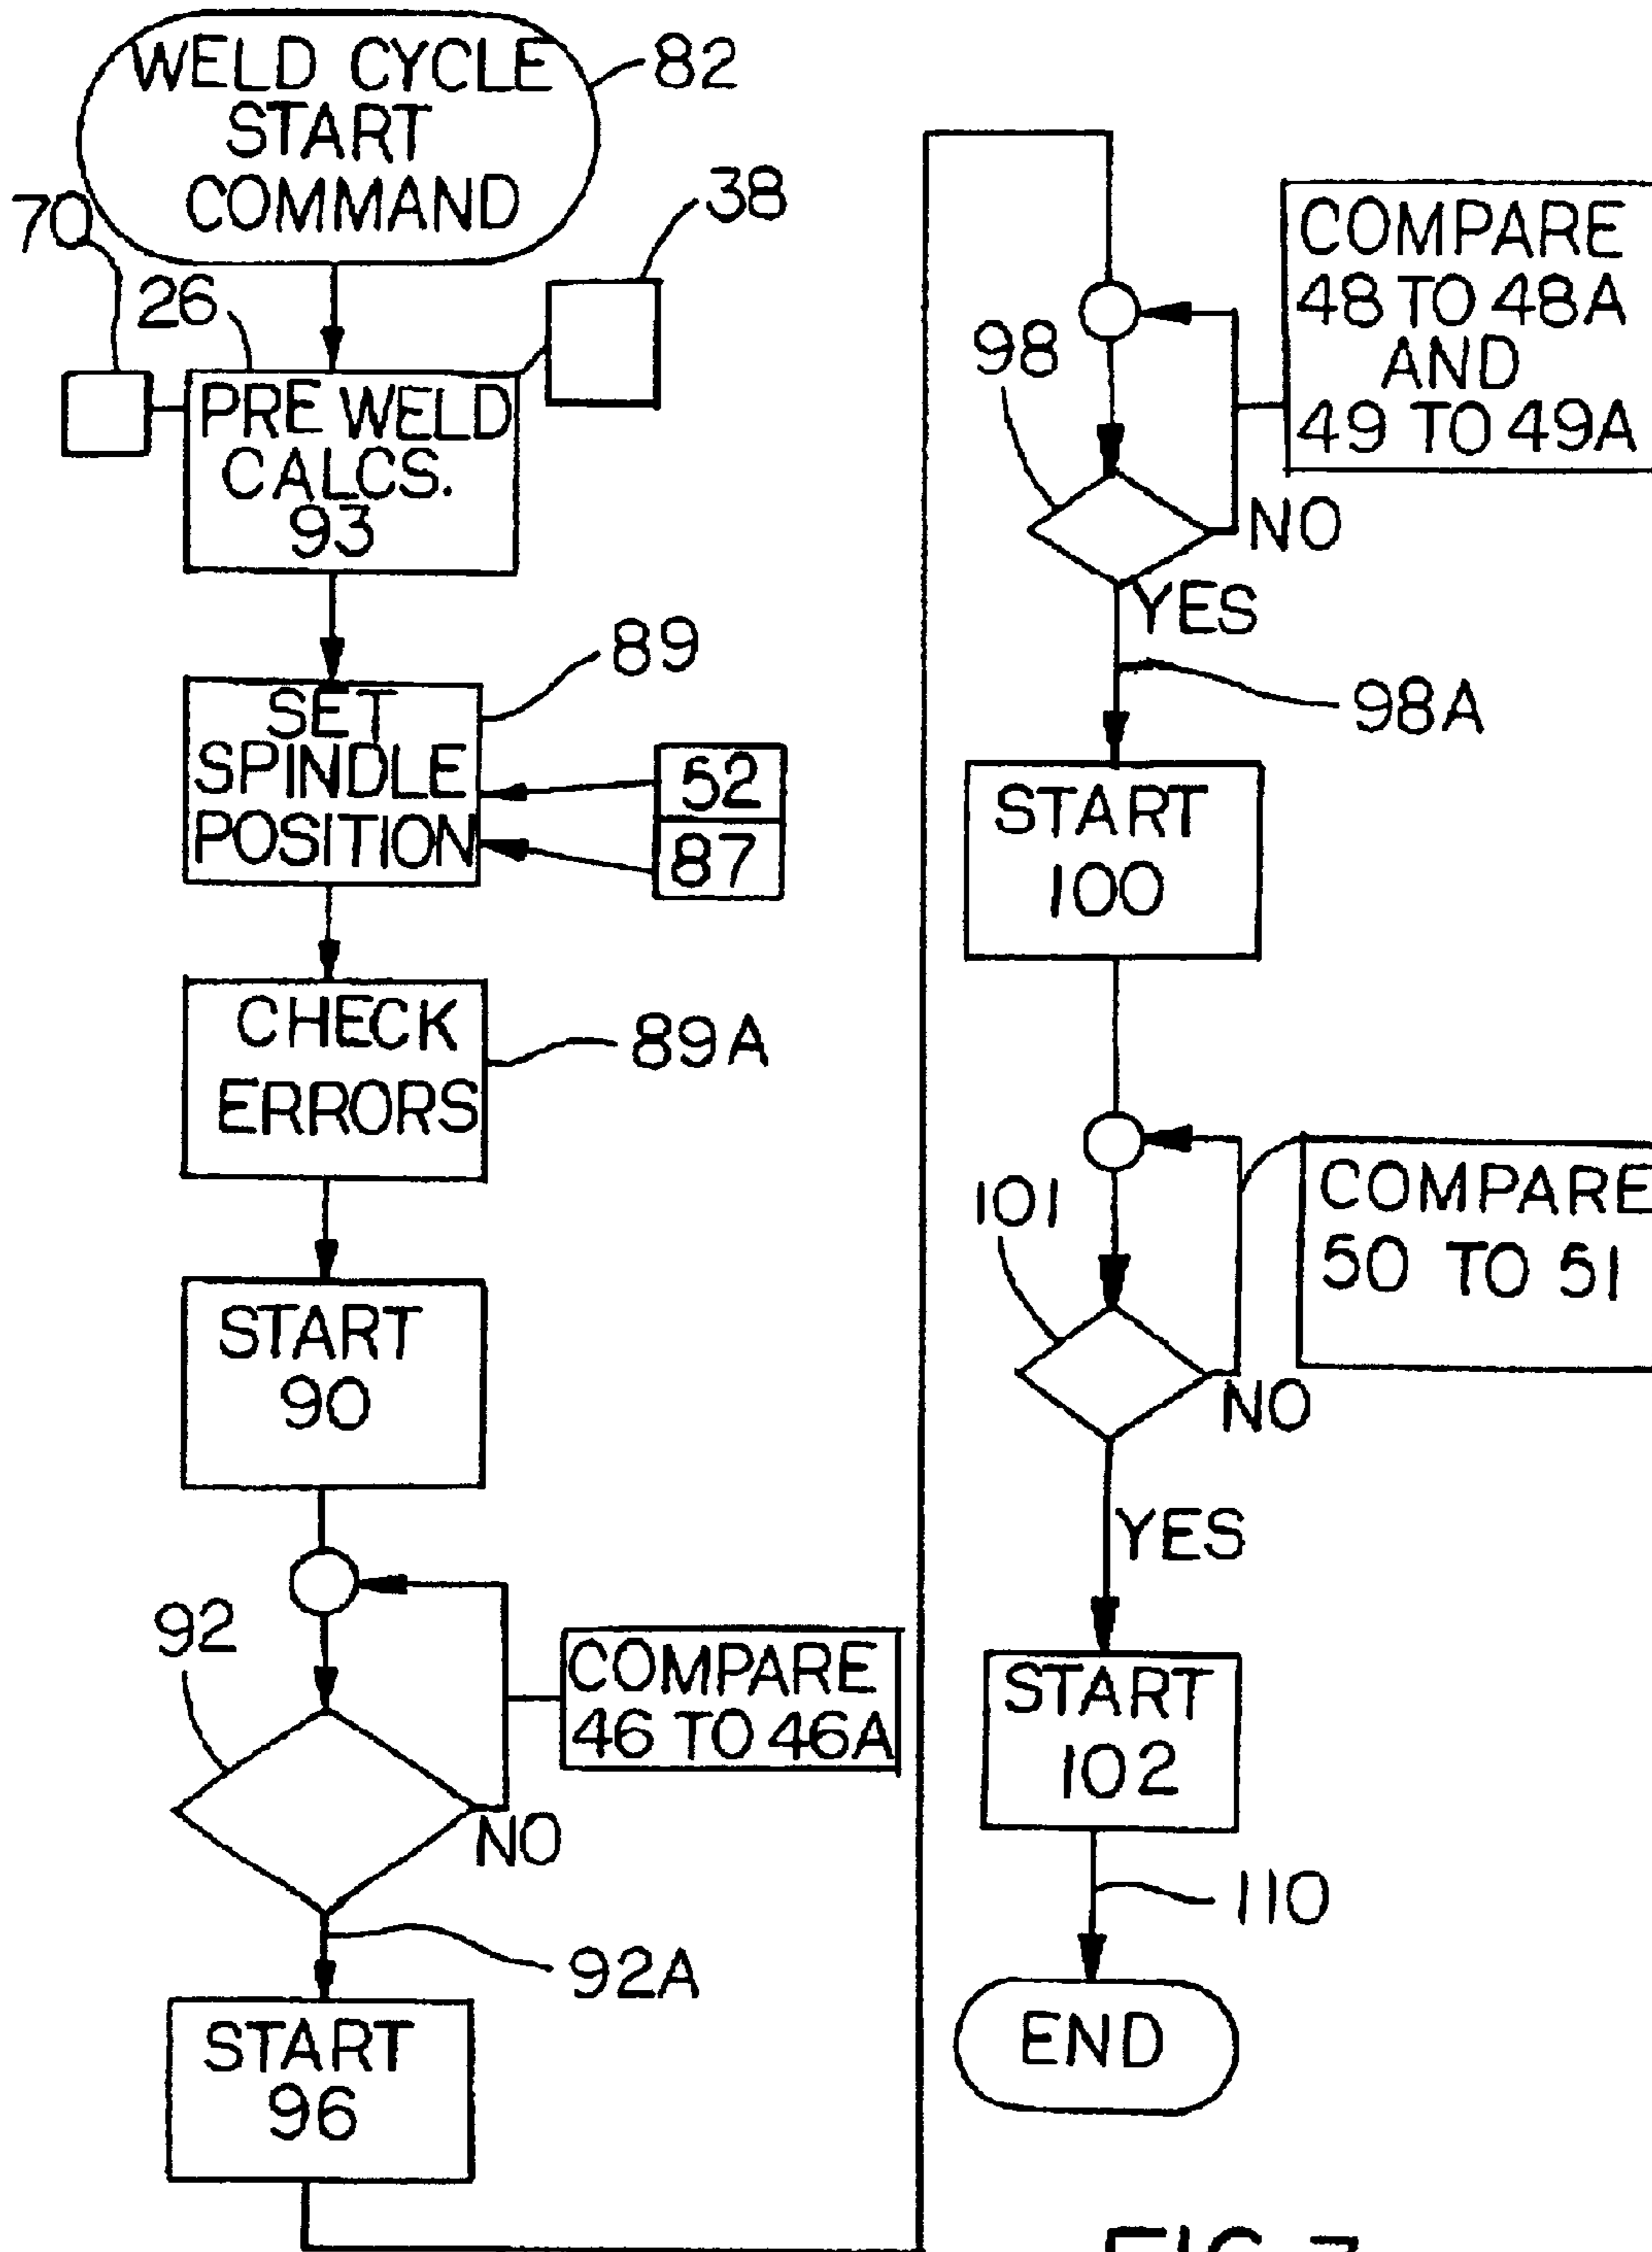 WELD CYCLE
START
COMMAND
82
70
26
38
PRE WELD
CALCS.
93
SET
SPINDLE
POSITION
89
52
87
CHECK
ERRORS
89A
START
90
92
COMPARE
46 TO 46A
NO
92A
START
96
COMPARE
48 TO 48A
AND
49 TO 49A
98
NO
YES
98A
START
100
101
COMPARE
50 TO 51
NO
YES
START
102
110
END